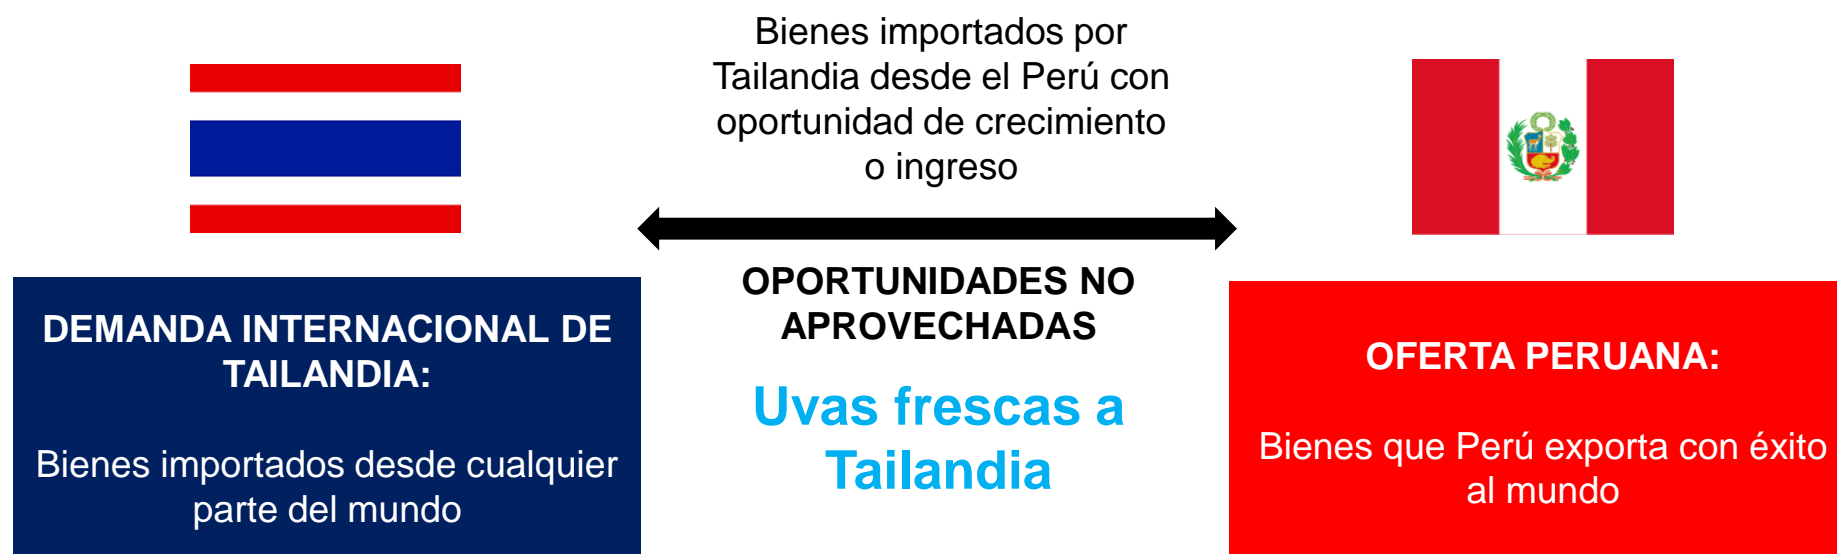 Bienes importados por
Tailandia desde el Perú con
oportunidad de crecimiento
o ingreso
OPORTUNIDADES NO
APROVECHADAS
Uvas frescas a
Tailandia
DEMANDA INTERNACIONAL DE
TAILANDIA:
Bienes importados desde cualquier
parte del mundo
OFERTA PERUANA:
Bienes que Perú exporta con éxito
al mundo